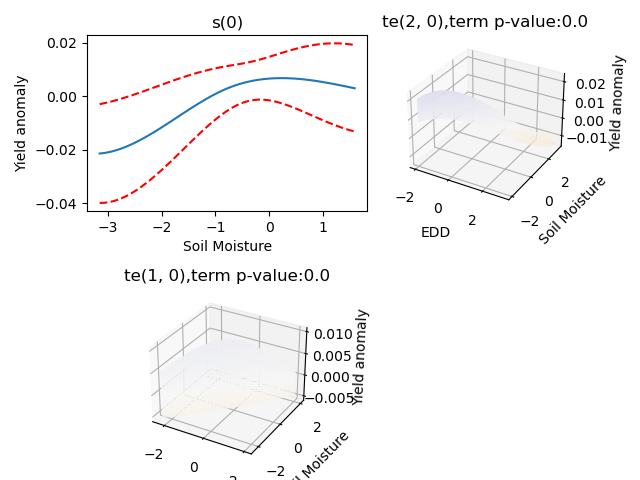 s(0)
0.02
0.00
−0.02
−0.04
Yield anomaly
−3
−2
−1
0
1
Soil Moisture
te(2, 0),term p-value:0.0
0.02
0.01
0.00
−0.01
Yield anomaly
−2
0
2
EDD
−2
0
2
Soil Moisture
te(1, 0),term p-value:0.0
0.010
0.005
0.000
−0.005
Yield anomaly
−2
0
−2
0
2
Moisture